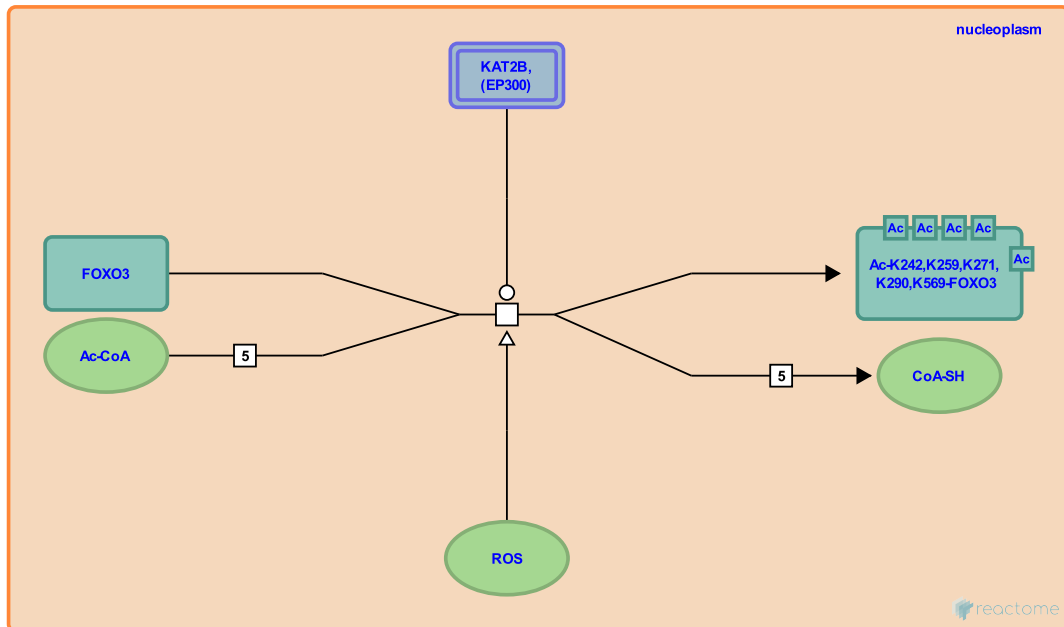 nucleoplasm
KAT2B,
(EP300)
Ac Ac Ac Ac
FOXO3
Ac-K242,K259,K271,
K290,K569-FOXO3
Ac
Ac-CoA
5
5
CoA-SH
ROS
reactome